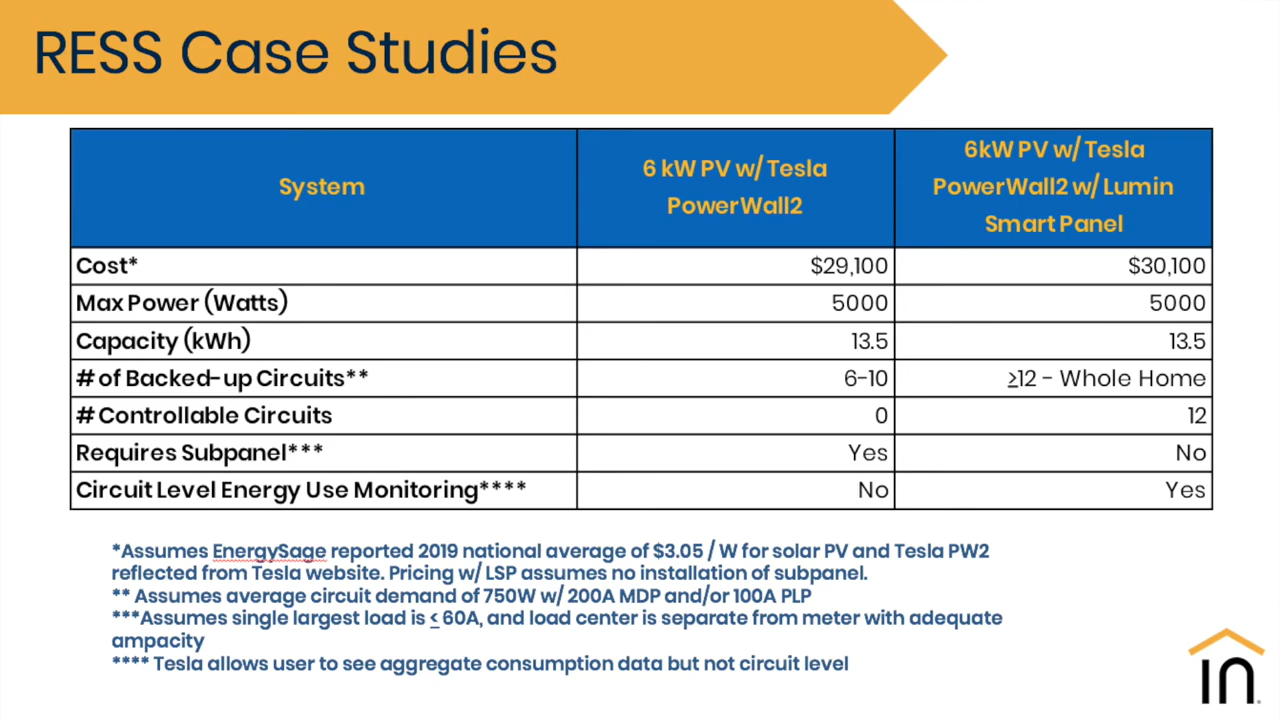 RESS Case Studies
System
6 kW PV w/ Tesla
PowerWall2
6kW PV w/ Tesla
PowerWall2 w/ Lumin
Smart Panel
Cost* $29,100 $30,100
Max Power (Watts) 5000 5000
Capacity (kWh) 13.5 13.5
# of Backed-up Circuits** 6-10 ≥12 - Whole Home
# Controllable Circuits 0 12
Requires Subpanel*** Yes No
Circuit Level Energy Use Monitoring**** No Yes
*Assumes EnergySage reported 2019 national average of $3.05 / W for solar PV and Tesla PW2
reflected from Tesla website. Pricing w/ LSP assumes no installation of subpanel.
** Assumes average circuit demand of 750W w/ 200A MDP and/or 100A PLP
***Assumes single largest load is ≤ 60A, and load center is separate from meter with adequate
ampacity
**** Tesla allows user to see aggregate consumption data but not circuit level
in